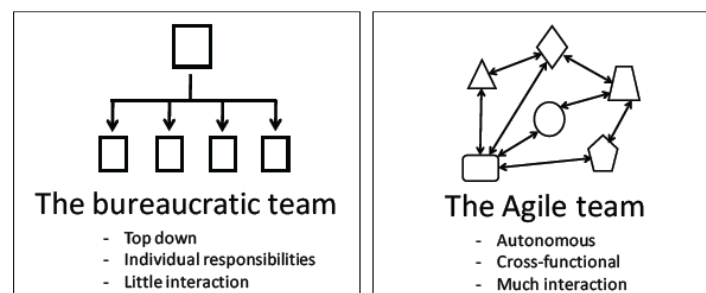 The bureaucratic team
- Top down
- Individual responsibilities
- Little interaction
The Agile team
- Autonomous
- Cross-functional
- Much interaction